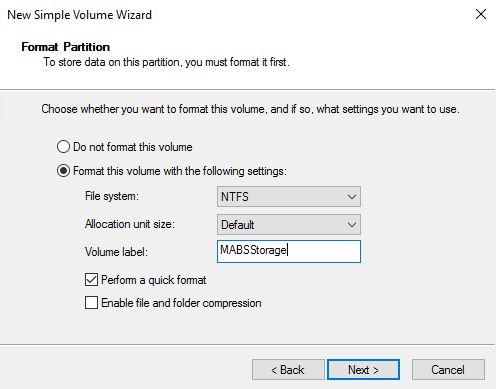 New Simple Volume Wizard
Format Partition
To store data on this partition, you must format it first.
Choose whether you want to format this volume, and if so, what settings you want to use.
Do not format this volume
Format this volume with the following settings:
File system: NTFS
Allocation unit size: Default
Volume label: MABSStorage
Perform a quick format
Enable file and folder compression
< Back Next > Cancel